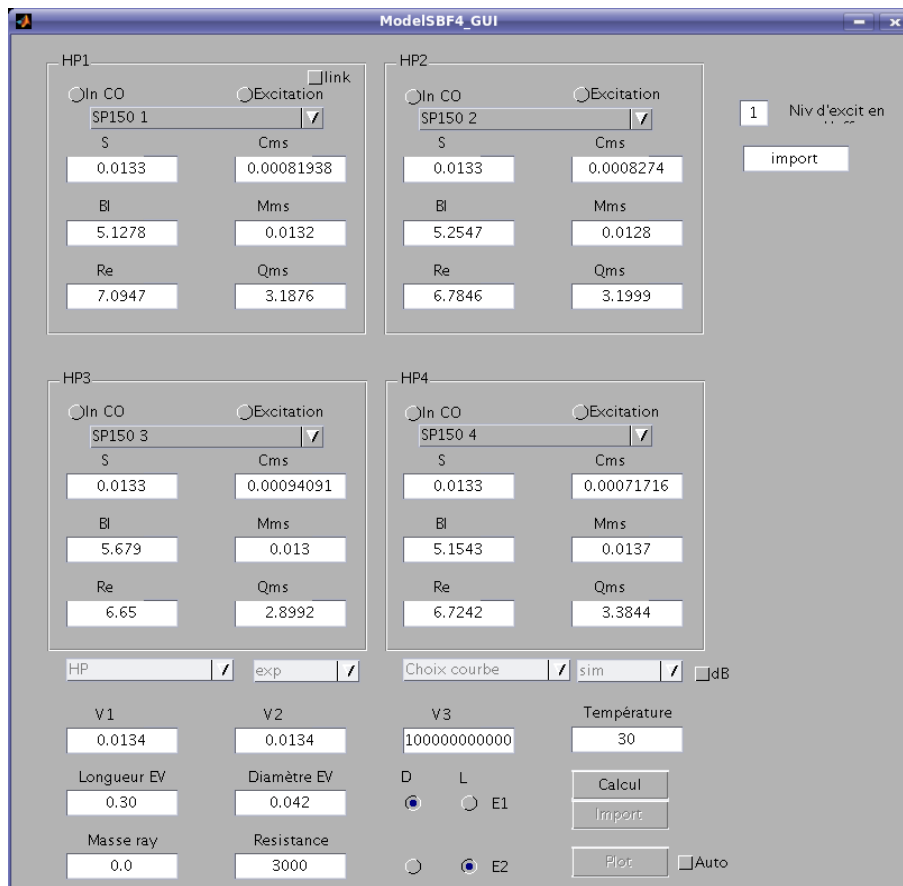 ModelSBF4_GUI
HP1
link
In CO Excitation
SP150 1
S Cms
0.0133 0.00081938
Bl Mms
5.1278 0.0132
Re Qms
7.0947 3.1876
HP2
In CO Excitation
SP150 2
S Cms
0.0133 0.0008274
Bl Mms
5.2547 0.0128
Re Qms
6.7846 3.1999
1 Niv d'excit en
import
HP3
In CO Excitation
SP150 3
S Cms
0.0133 0.00094091
Bl Mms
5.679 0.013
Re Qms
6.65 2.8992
HP4
In CO Excitation
SP150 4
S Cms
0.0133 0.00071716
Bl Mms
5.1543 0.0137
Re Qms
6.7242 3.3844
HP exp Choix courbe sim dB
V1 V2 V3 Température
0.0134 0.0134 100000000000 30
Longueur EV Diamètre EV D L Calcul
0.30 0.042 E1 Import
Masse ray Resistance
0.0 3000 E2 Plot Auto